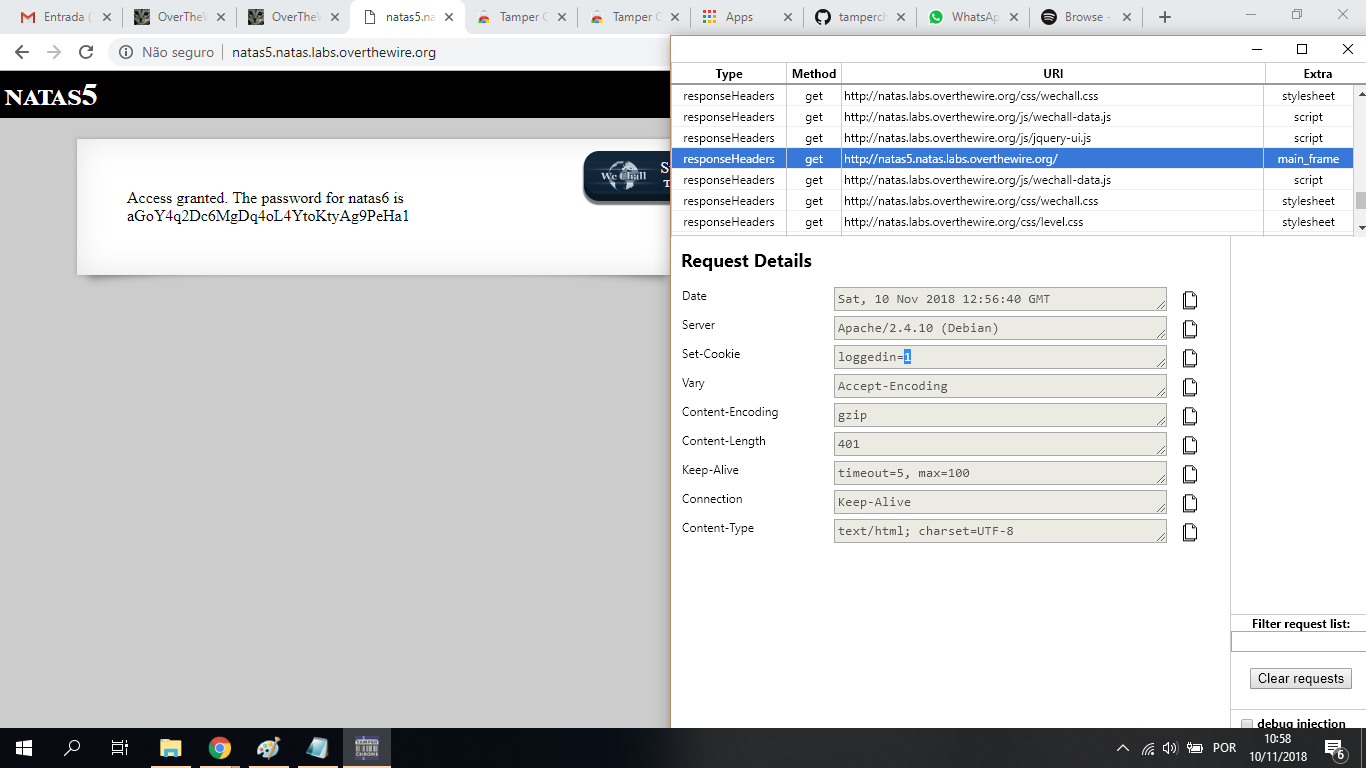 Entrada (
OverTheW
OverTheW
natas5.na
Tamper C
Tamper C
Apps
tamperch
WhatsAp
Browse -
Não seguro
natas5.natas.labs.overthewire.org
NATAS5
We Chall
S
Access granted. The password for natas6 is
aGoY4q2Dc6MgDq4oL4YtoKtyAg9PeHa1
Type Method URI Extra
responseHeaders get http://natas.labs.overthewire.org/css/wechall.css stylesheet
responseHeaders get http://natas.labs.overthewire.org/js/wechall-data.js script
responseHeaders get http://natas.labs.overthewire.org/js/jquery-ui.js script
responseHeaders get http://natas5.natas.labs.overthewire.org/ main_frame
responseHeaders get http://natas.labs.overthewire.org/js/wechall-data.js script
responseHeaders get http://natas.labs.overthewire.org/css/wechall.css stylesheet
responseHeaders get http://natas.labs.overthewire.org/css/level.css stylesheet
Request Details
Date Sat, 10 Nov 2018 12:56:40 GMT
Server Apache/2.4.10 (Debian)
Set-Cookie loggedin=1
Vary Accept-Encoding
Content-Encoding gzip
Content-Length 401
Keep-Alive timeout=5, max=100
Connection Keep-Alive
Content-Type text/html; charset=UTF-8
Filter request list:
Clear requests
debug injection
TAMPER
CHROME
POR
10:58
10/11/2018
6